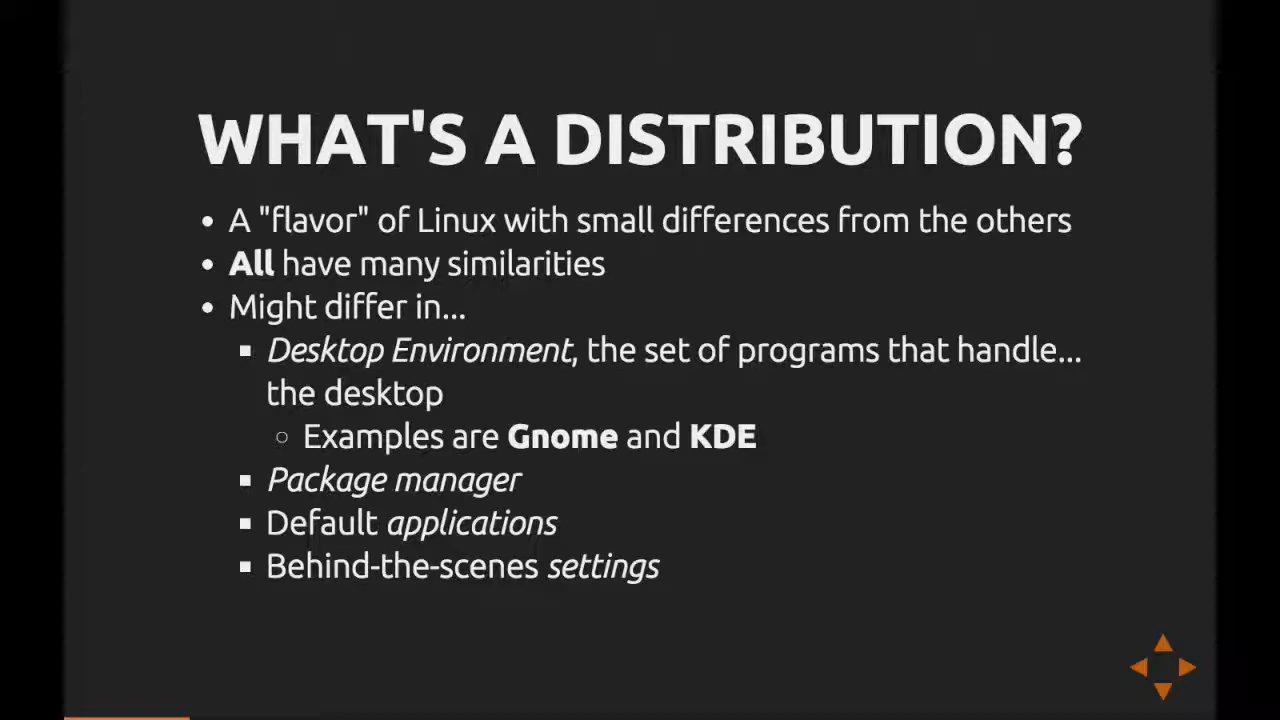 WHAT'S A DISTRIBUTION?
• A "flavor" of Linux with small differences from the others
• All have many similarities
• Might differ in...
▪ Desktop Environment, the set of programs that handle...
the desktop
○ Examples are Gnome and KDE
▪ Package manager
▪ Default applications
▪ Behind-the-scenes settings